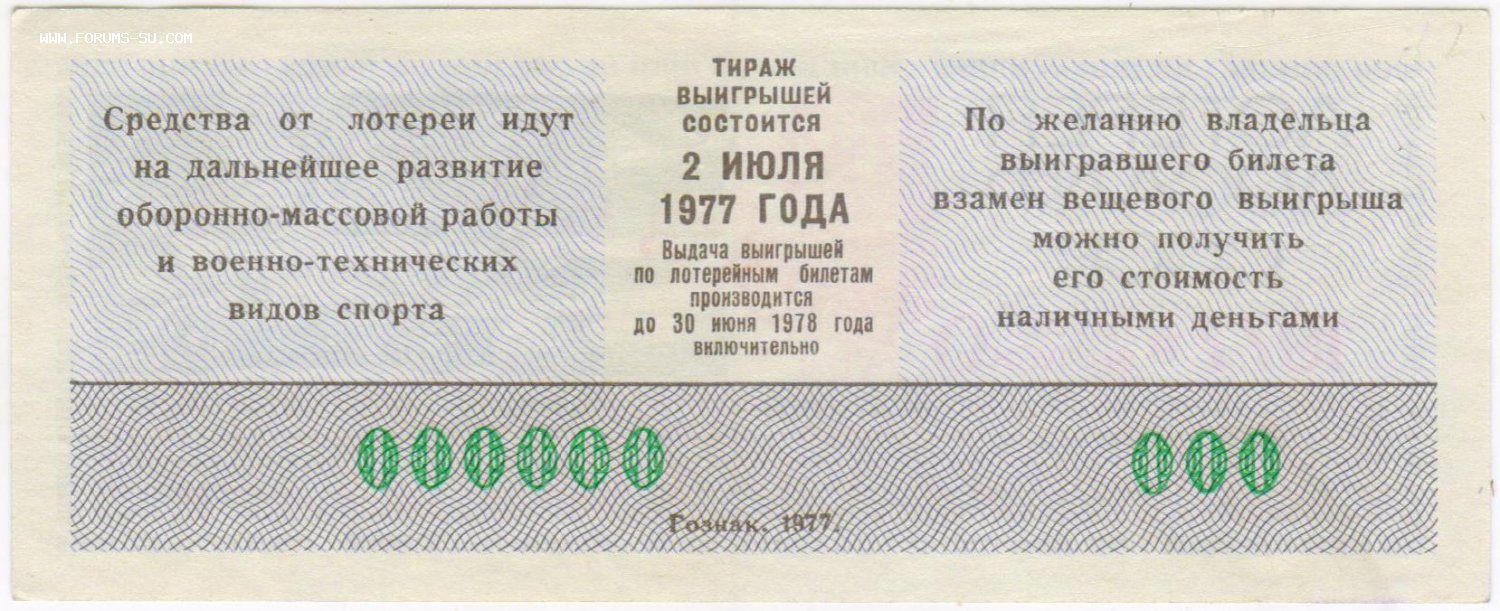 WWW.FORUMS-SU.COM
Средства от лотереи идут
на дальнейшее развитие
оборонно-массовой работы
и военно-технических
видов спорта
ТИРАЖ
ВЫИГРЫШЕЙ
СОСТОИТСЯ
2 ИЮЛЯ
1977 ГОДА
Выдача выигрышей
по лотерейным билетам
производится
до 30 июня 1978 года
включительно
По желанию владельца
выигравшего билета
взамен вещевого выигрыша
можно получить
его стоимость
наличными деньгами
000000
000
Гознак. 1977.